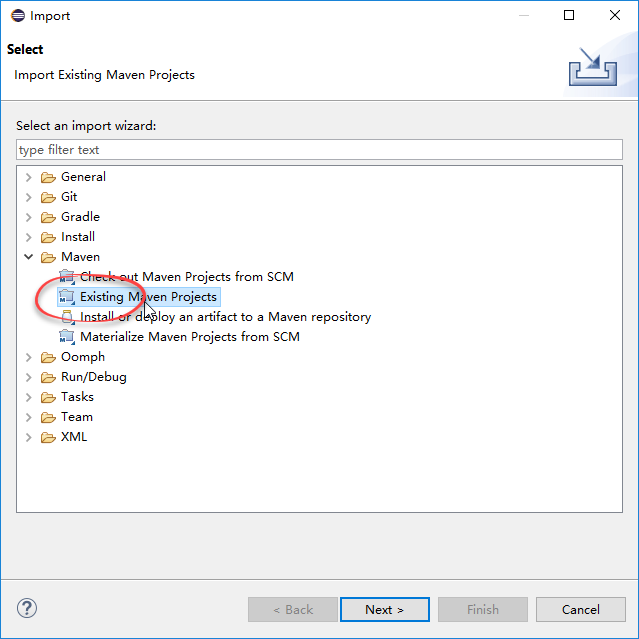 Import
Select
Import Existing Maven Projects
Select an import wizard:
type filter text
General
Git
Gradle
Install
Maven
Check out Maven Projects from SCM
Existing Maven Projects
Install or deploy an artifact to a Maven repository
Materialize Maven Projects from SCM
Oomph
Run/Debug
Tasks
Team
XML
< Back Next > Finish Cancel